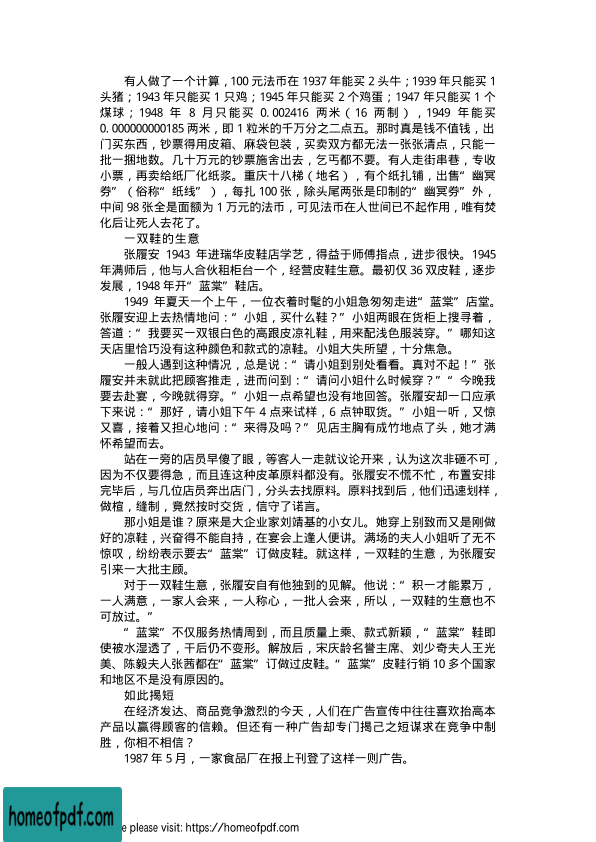 有人做了一个计算，100 元法币在 1937 年能买 2 头牛；1939 年只能买 1
头猪；1943 年只能买 1 只鸡；1945 年只能买 2 个鸡蛋；1947 年只能买 1 个
煤球；1948 年 8 月只能买 0.002416 两米（16 两制），1949 年能买
0.000000000185 两米，即 1 粒米的千万分之二点五。那时真是钱不值钱，出
门买东西，钞票得用皮箱、麻袋包装，买卖双方都无法一张张清点，只能一
批一捆地数。几十万元的钞票施舍出去，乞丐都不要。有人走街串巷，专收
小票，再卖给纸厂化纸浆。重庆十八梯（地名），有个纸扎铺，出售“幽冥
券”（俗称“纸线”），每扎 100 张，除头尾两张是印制的“幽冥券”外，
中间 98 张全是面额为 1 万元的法币，可见法币在人世间已不起作用，唯有焚
化后让死人去花了。
一双鞋的生意
张履安 1943 年进瑞华皮鞋店学艺，得益于师傅指点，进步很快。1945
年满师后，他与人合伙租柜台一个，经营皮鞋生意。最初仅 36 双皮鞋，逐步
发展，1948 年开“蓝棠”鞋店。
1949 年夏天一个上午，一位衣着时髦的小姐急匆匆走进“蓝棠”店堂。
张履安迎上去热情地问：“小姐，买什么鞋？”小姐两眼在货柜上搜寻着，
答道：“我要买一双银白色的高跟皮凉礼鞋，用来配浅色服装穿。”哪知这
天店里恰巧没有这种颜色和款式的凉鞋。小姐大失所望，十分焦急。
一般人遇到这种情况，总是说：“请小姐到别处看看。真对不起！”张
履安并未就此把顾客推走，进而问到：“请问小姐什么时候穿？”“今晚我
要去赴宴，今晚就得穿。”小姐一点希望也没有地回答。张履安却一口应承
下来说：“那好，请小姐下午 4 点来试样，6 点钟取货。”小姐一听，又惊
又喜，接着又担心地问：“来得及吗？”见店主胸有成竹地点了头，她才满
怀希望而去。
站在一旁的店员早傻了眼，等客人一走就议论开来，认为这次非砸不可，
因为不仅要得急，而且连这种皮革原料都没有。张履安不慌不忙，布置安排
完毕后，与几位店员奔出店门，分头去找原料。原料找到后，他们迅速划样，
做楦，缝制，竟然按时交货，信守了诺言。
那小姐是谁？原来是大企业家刘靖基的小女儿。她穿上别致而又是刚做
好的凉鞋，兴奋得不能自持，在宴会上逢人便讲。满场的夫人小姐听了无不
惊叹，纷纷表示要去“蓝棠”订做皮鞋。就这样，一双鞋的生意，为张履安
引来一大批主顾。
对于一双鞋生意，张履安自有他独到的见解。他说：“积一才能累万，
一人满意，一家人会来，一人称心，一批人会来，所以，一双鞋的生意也不
可放过。”
“蓝棠”不仅服务热情周到，而且质量上乘、款式新颖，“蓝棠”鞋即
使被水湿透了，干后仍不变形。解放后，宋庆龄名誉主席、刘少奇夫人王光
美、陈毅夫人张茜都在“蓝棠”订做过皮鞋。“蓝棠”皮鞋行销 10 多个国家
和地区不是没有原因的。
如此揭短
在经济发达、商品竞争激烈的今天，人们在广告宣传中往往喜欢抬高本
产品以赢得顾客的信赖。但还有一种广告却专门揭己之短谋求在竞争中制
胜，你相不相信？
1987 年 5 月，一家食品厂在报上刊登了这样一则广告。
homeofpdf.com
please visit: https://homeofpdf.com